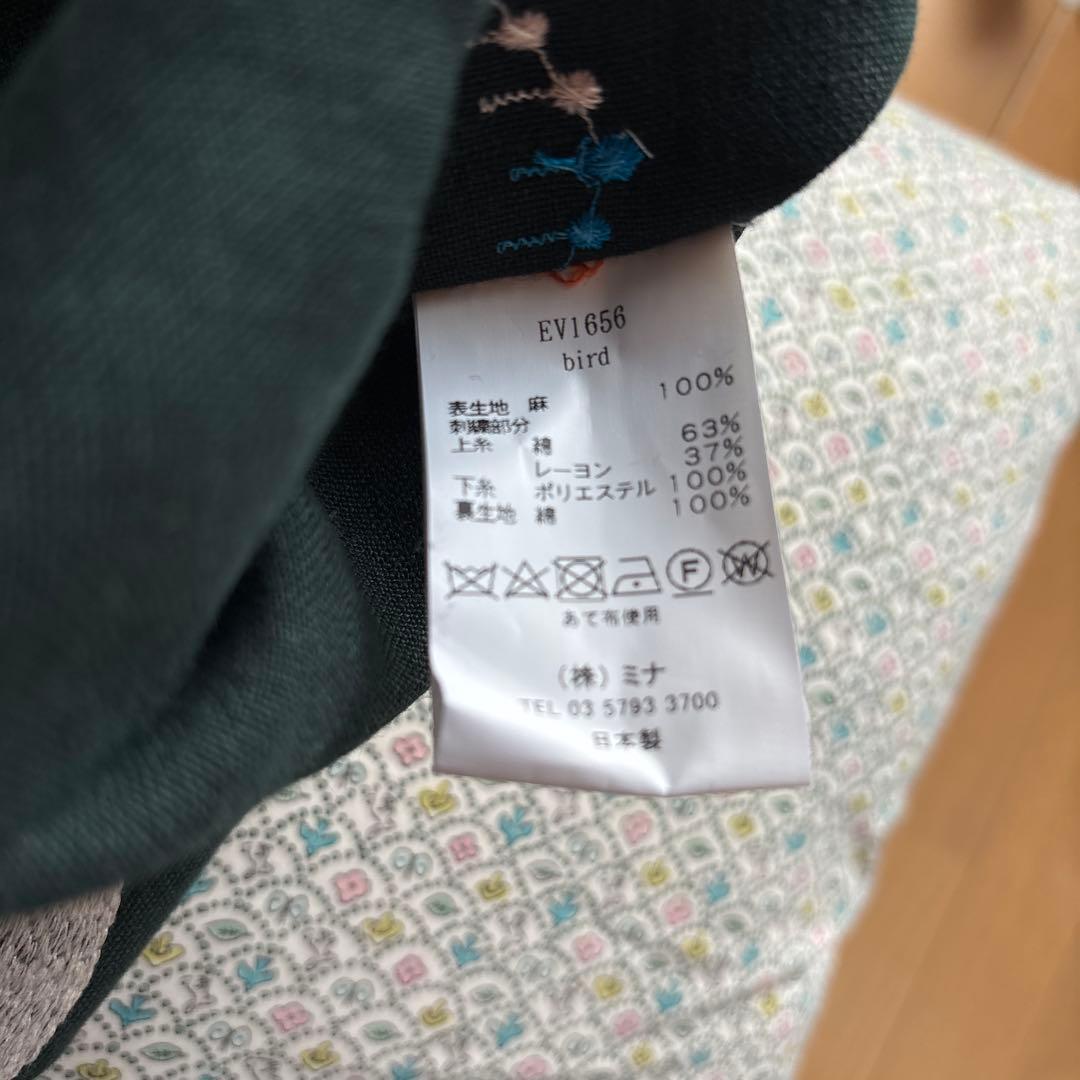 EV1656
bird
表生地 麻 100%
刺繍部分
上糸 綿 63%
レーヨン 37%
下糸 ポリエステル 100%
裏生地 綿 100%
F W
あて布使用
(株) ミナ
TEL 03 5793 3700
日本製